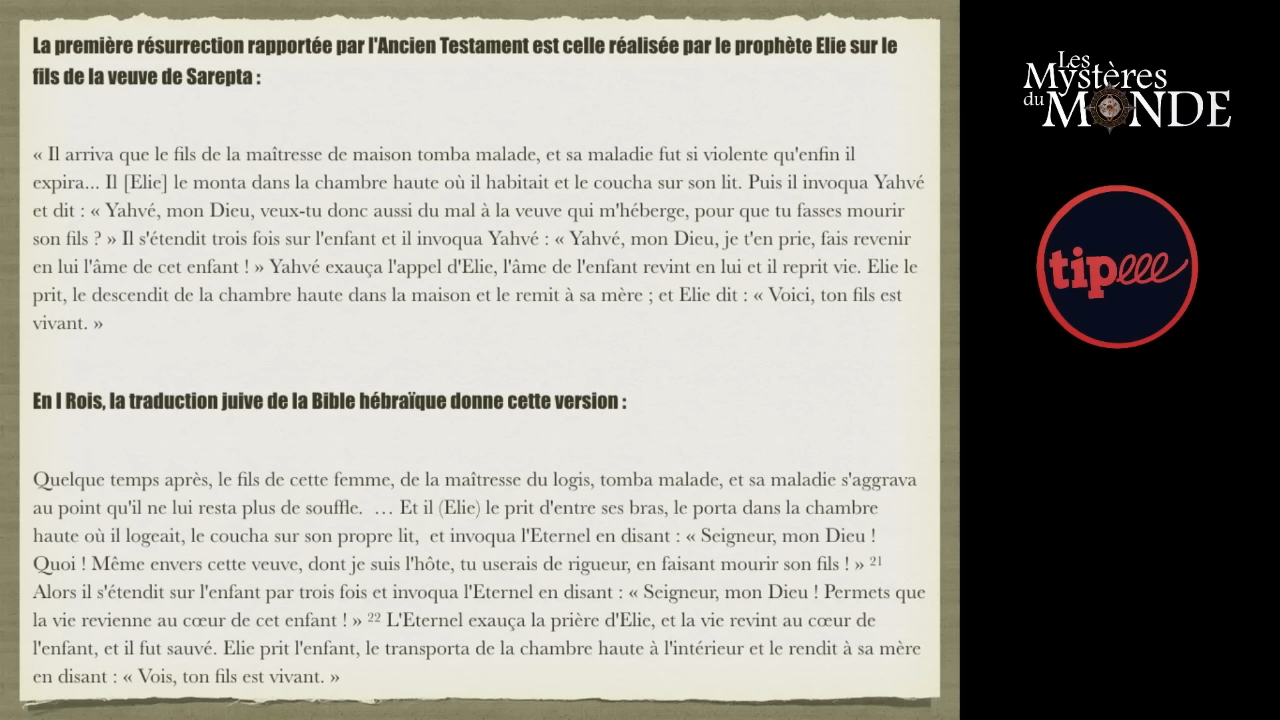 La première résurrection rapportée par l'Ancien Testament est celle réalisée par le prophète Elie sur le
fils de la veuve de Sarepta :
« Il arriva que le fils de la maîtresse de maison tomba malade, et sa maladie fut si violente qu'enfin il
expira... Il [Elie] le monta dans la chambre haute où il habitait et le coucha sur son lit. Puis il invoqua Yahvé
et dit : « Yahvé, mon Dieu, veux-tu donc aussi du mal à la veuve qui m'héberge, pour que tu fasses mourir
son fils ? » Il s'étendit trois fois sur l'enfant et il invoqua Yahvé : « Yahvé, mon Dieu, je t'en prie, fais revenir
en lui l'âme de cet enfant ! » Yahvé exauça l'appel d'Elie, l'âme de l'enfant revint en lui et il reprit vie. Elie le
prit, le descendit de la chambre haute dans la maison et le remit à sa mère ; et Elie dit : « Voici, ton fils est
vivant. »
En I Rois, la traduction juive de la Bible hébraïque donne cette version :
Quelque temps après, le fils de cette femme, de la maîtresse du logis, tomba malade, et sa maladie s'aggrava
au point qu'il ne lui resta plus de souffle.  … Et il (Elie) le prit d'entre ses bras, le porta dans la chambre
haute où il logeait, le coucha sur son propre lit,  et invoqua l'Eternel en disant : « Seigneur, mon Dieu !
Quoi ! Même envers cette veuve, dont je suis l'hôte, tu userais de rigueur, en faisant mourir son fils ! » ²¹
Alors il s'étendit sur l'enfant par trois fois et invoqua l'Eternel en disant : « Seigneur, mon Dieu ! Permets que
la vie revienne au cœur de cet enfant ! » ²² L'Eternel exauça la prière d'Elie, et la vie revint au cœur de
l'enfant, et il fut sauvé. Elie prit l'enfant, le transporta de la chambre haute à l'intérieur et le rendit à sa mère
en disant : « Vois, ton fils est vivant. »
Les
Mystères
du MONDE
tipeee